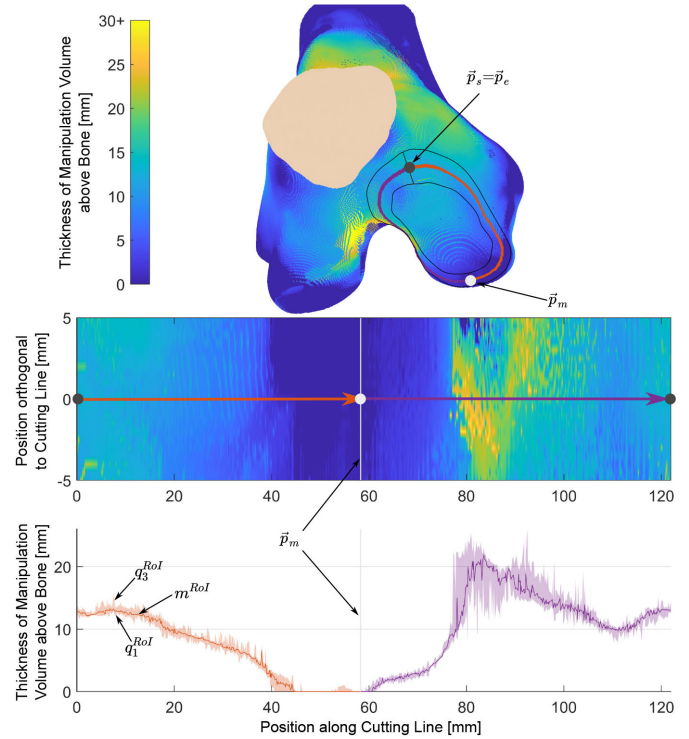 30+
25
20
15
10
5
0
Thickness of Manipulation Volume
above Bone [mm]
p⃗ₛ=p⃗ₑ
p⃗ₘ
5
0
-5
Position orthogonal
to Cutting Line [mm]
0 20 40 60 80 100 120
p⃗ₘ
20
10
0
Thickness of Manipulation
Volume above Bone [mm]
q₃ᴿᵒᴵ
mᴿᵒᴵ
q₁ᴿᵒᴵ
0 20 40 60 80 100 120
Position along Cutting Line [mm]